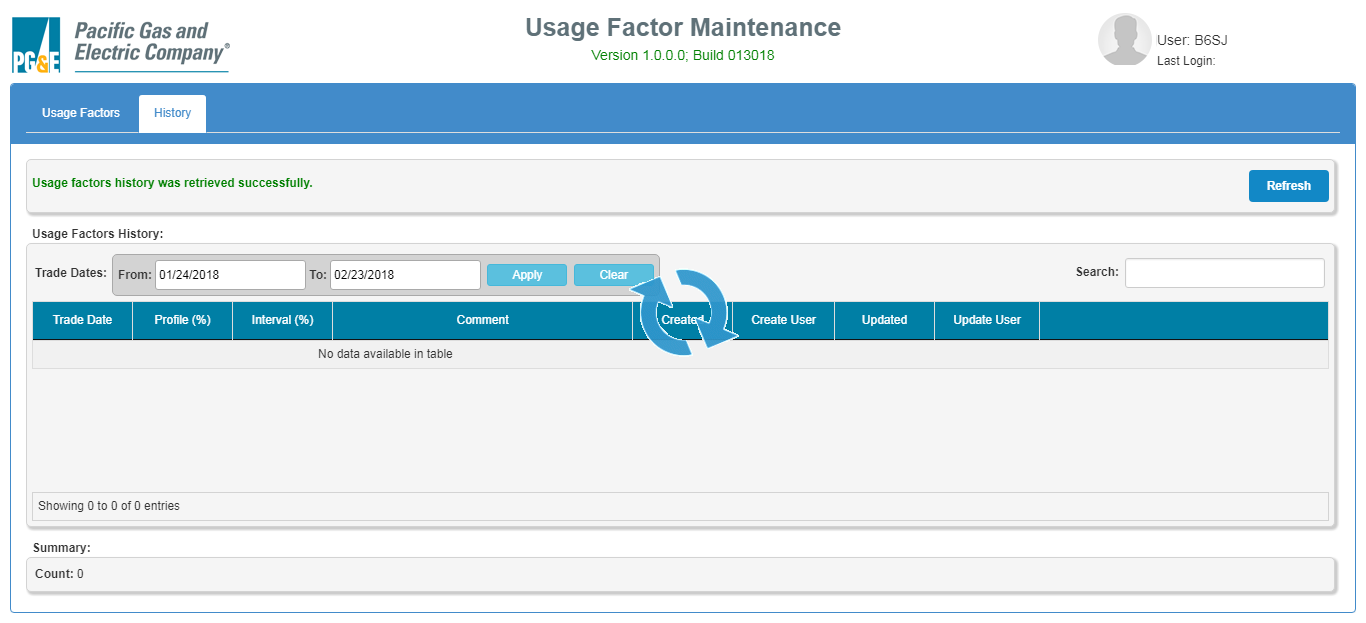 PG&E
Pacific Gas and
Electric Company®
Usage Factor Maintenance
Version 1.0.0.0; Build 013018
User: B6SJ
Last Login:
Usage Factors History
Usage factors history was retrieved successfully. Refresh
Usage Factors History:
Trade Dates: From: 01/24/2018 To: 02/23/2018 Apply Clear Search:
Trade Date Profile (%) Interval (%) Comment Created Create User Updated Update User
No data available in table
Showing 0 to 0 of 0 entries
Summary:
Count: 0